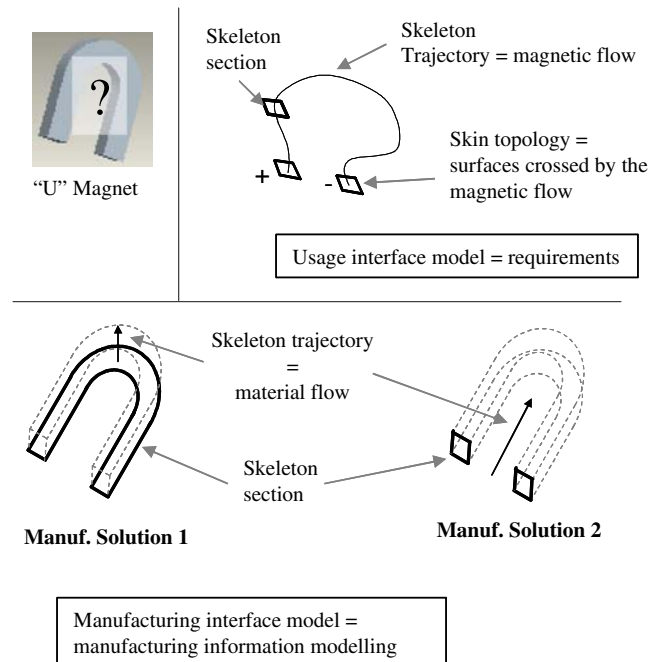 ?
“U” Magnet
Skeleton
section
Skeleton
Trajectory = magnetic flow
+
-
Skin topology =
surfaces crossed by the
magnetic flow
Usage interface model = requirements
Skeleton trajectory
=
material flow
Skeleton
section
Manuf. Solution 1
Manuf. Solution 2
Manufacturing interface model =
manufacturing information modelling